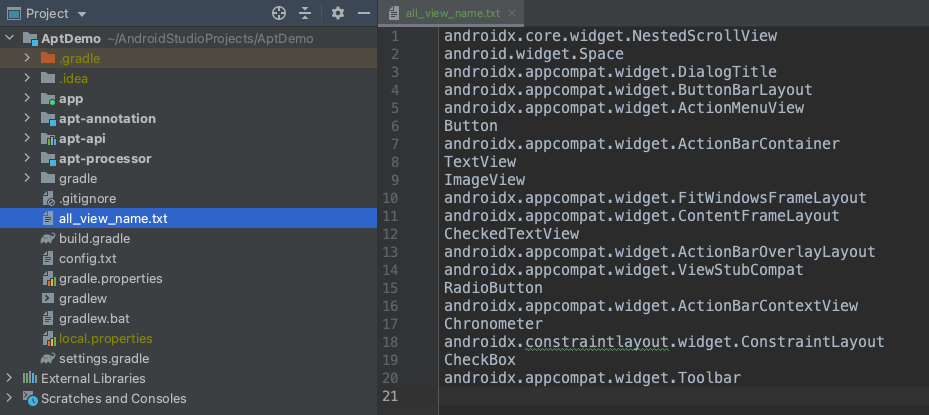 Project
AptDemo ~/AndroidStudioProjects/AptDemo
.gradle
.idea
app
apt-annotation
apt-api
apt-processor
gradle
.gitignore
all_view_name.txt
build.gradle
config.txt
gradle.properties
gradlew
gradlew.bat
local.properties
settings.gradle
External Libraries
Scratches and Consoles
all_view_name.txt
1 androidx.core.widget.NestedScrollView
2 android.widget.Space
3 androidx.appcompat.widget.DialogTitle
4 androidx.appcompat.widget.ButtonBarLayout
5 androidx.appcompat.widget.ActionMenuView
6 Button
7 androidx.appcompat.widget.ActionBarContainer
8 TextView
9 ImageView
10 androidx.appcompat.widget.FitWindowsFrameLayout
11 androidx.appcompat.widget.ContentFrameLayout
12 CheckedTextView
13 androidx.appcompat.widget.ActionBarOverlayLayout
14 androidx.appcompat.widget.ViewStubCompat
15 RadioButton
16 androidx.appcompat.widget.ActionBarContextView
17 Chronometer
18 androidx.constraintlayout.widget.ConstraintLayout
19 CheckBox
20 androidx.appcompat.widget.Toolbar
21